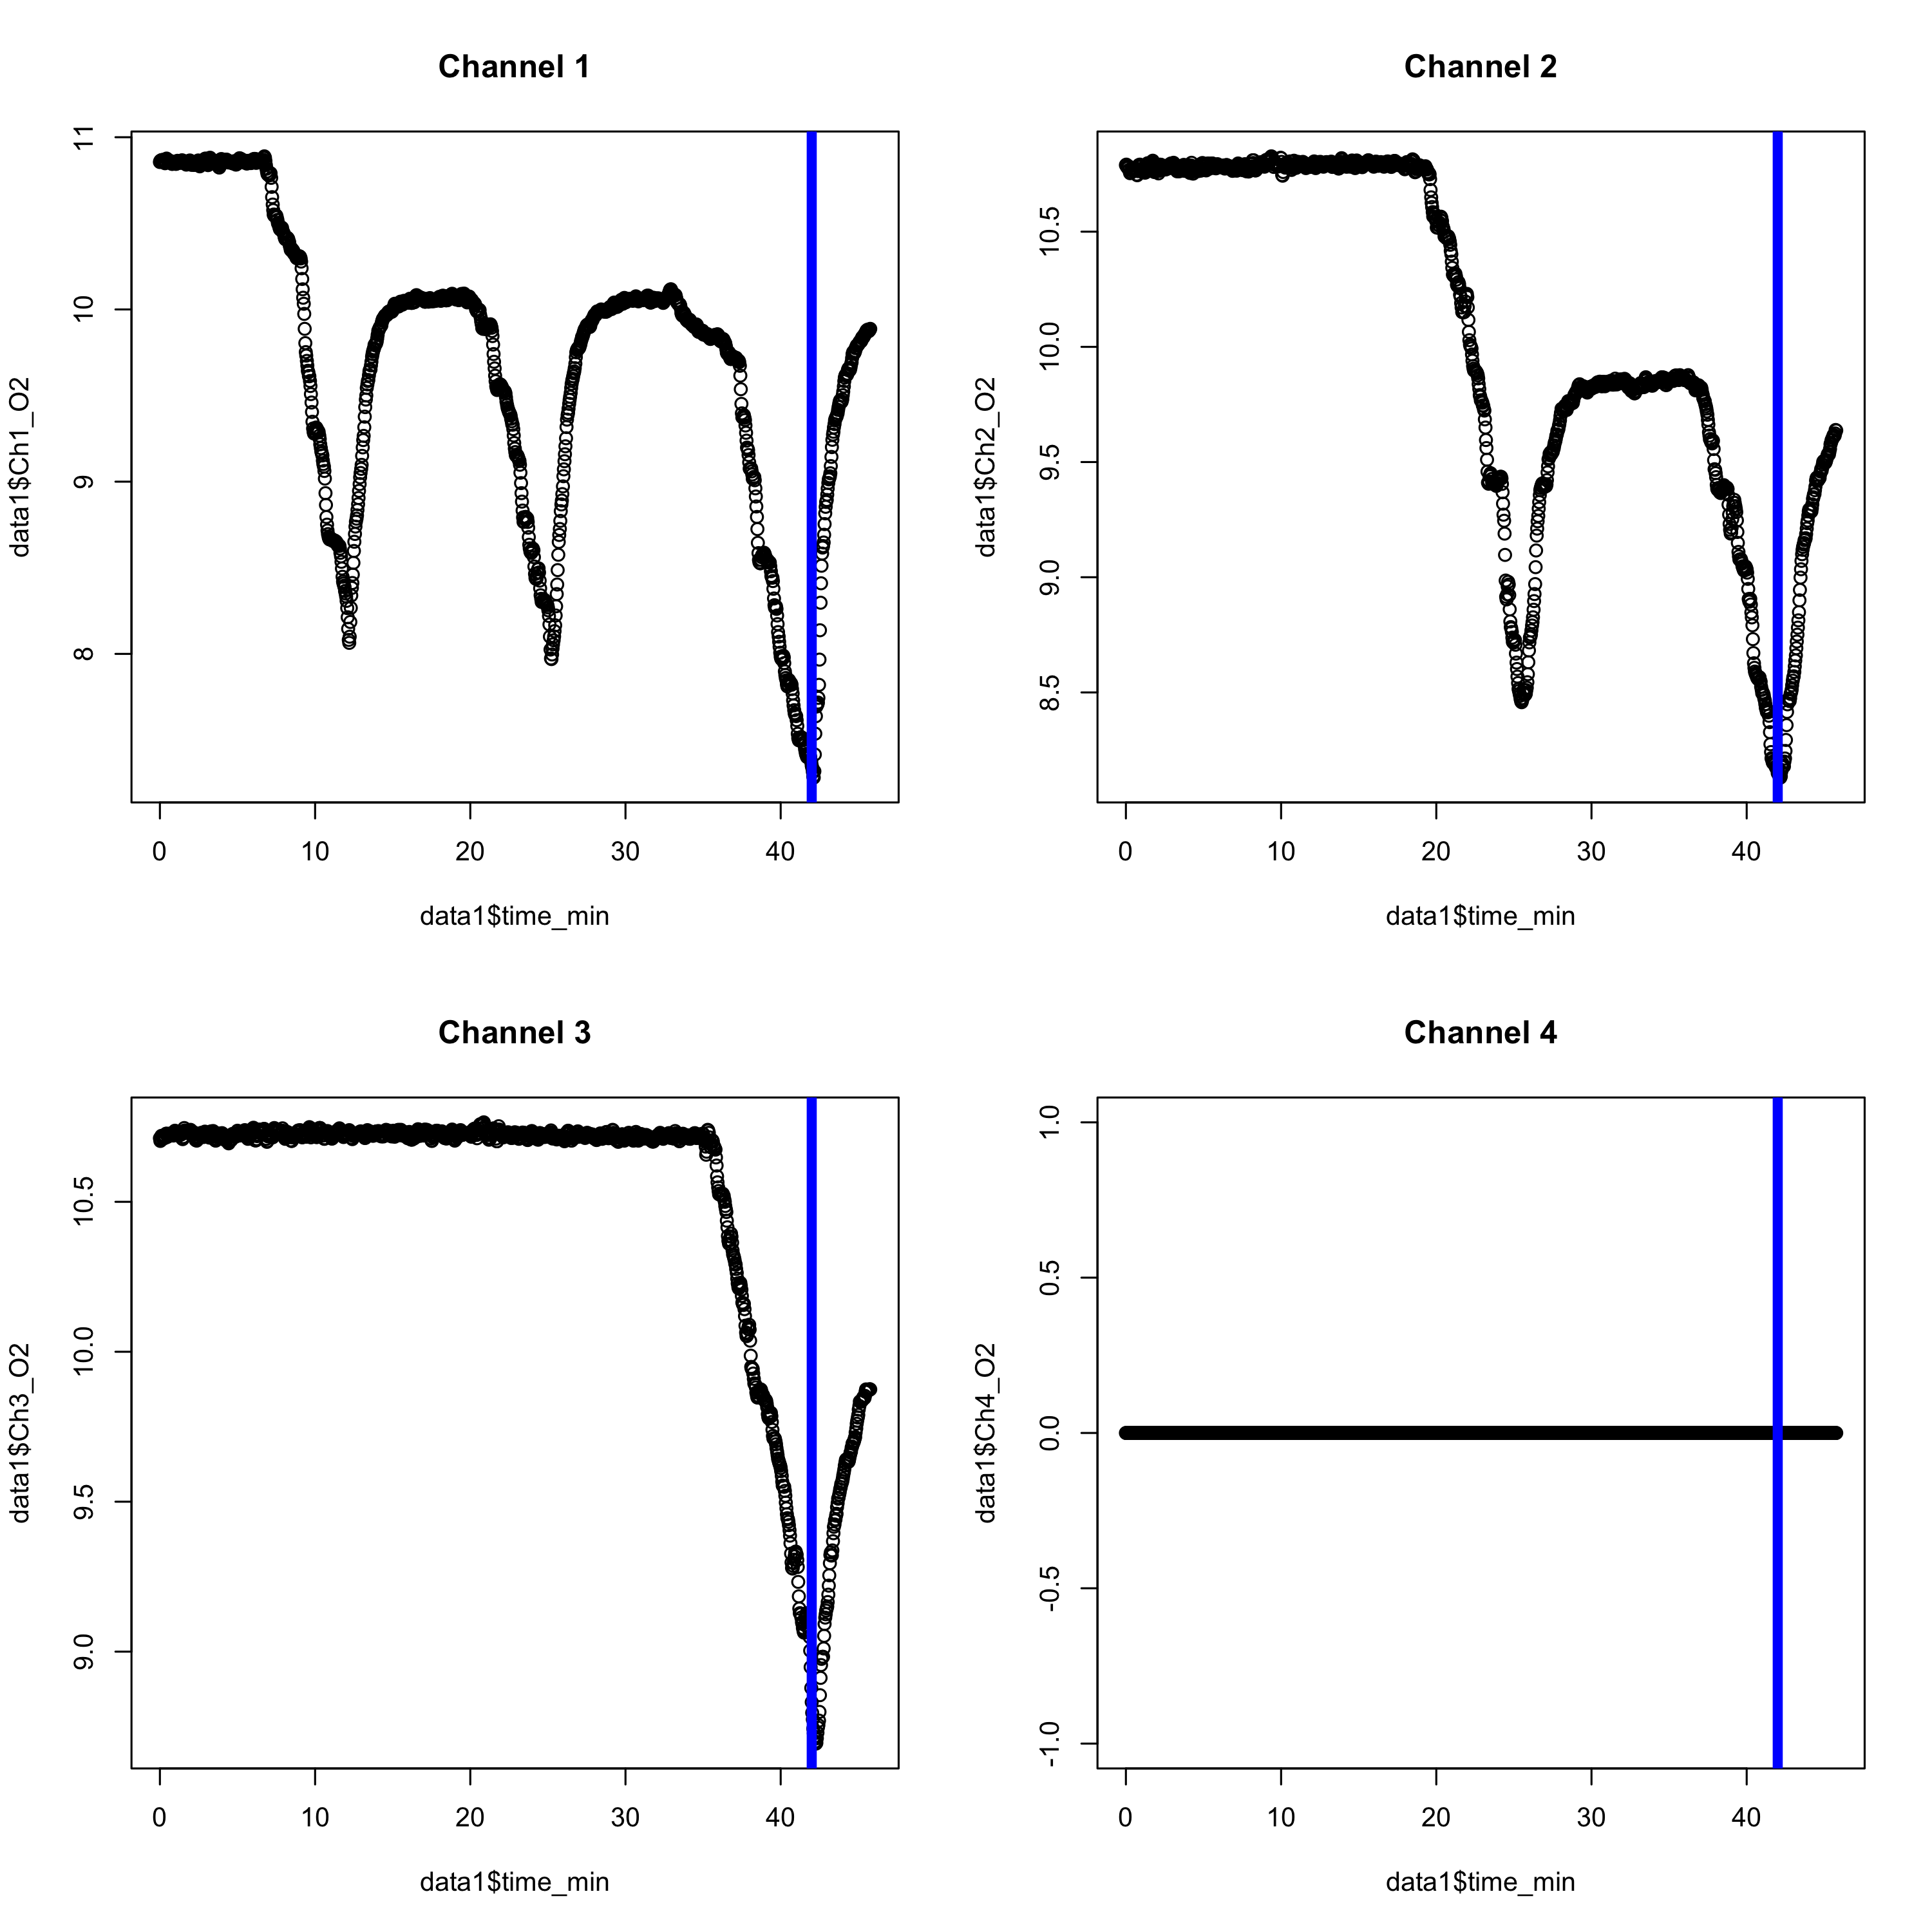 Channel 1
data1$Ch1_O2
11
10
9
8
0 10 20 30 40
data1$time_min
Channel 2
data1$Ch2_O2
10.5
10.0
9.5
9.0
8.5
0 10 20 30 40
data1$time_min
Channel 3
data1$Ch3_O2
10.5
10.0
9.5
9.0
0 10 20 30 40
data1$time_min
Channel 4
data1$Ch4_O2
1.0
0.5
0.0
-0.5
-1.0
0 10 20 30 40
data1$time_min